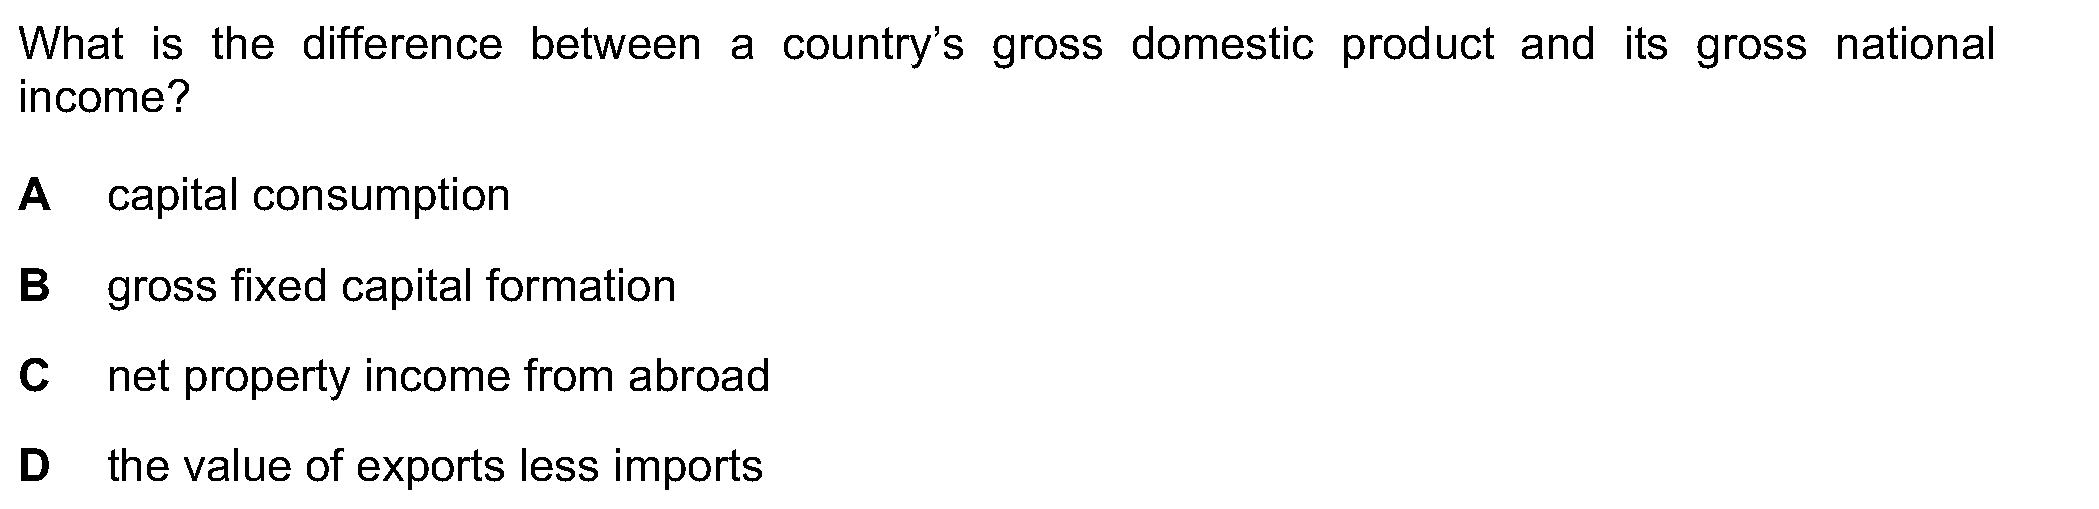 What is the difference between a country’s gross domestic product and its gross national
income?
A capital consumption
B gross fixed capital formation
C net property income from abroad
D the value of exports less imports